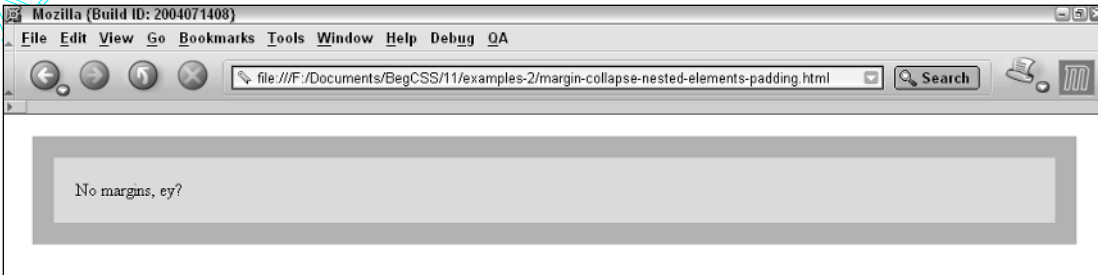 Mozilla {Build ID: 2004071408}
File Edit View Go Bookmarks Tools Window Help Debug QA
file:///F:/Documents/BegCSS/11/examples-2/margin-collapse-nested-elements-padding.html Search
No margins, ey?